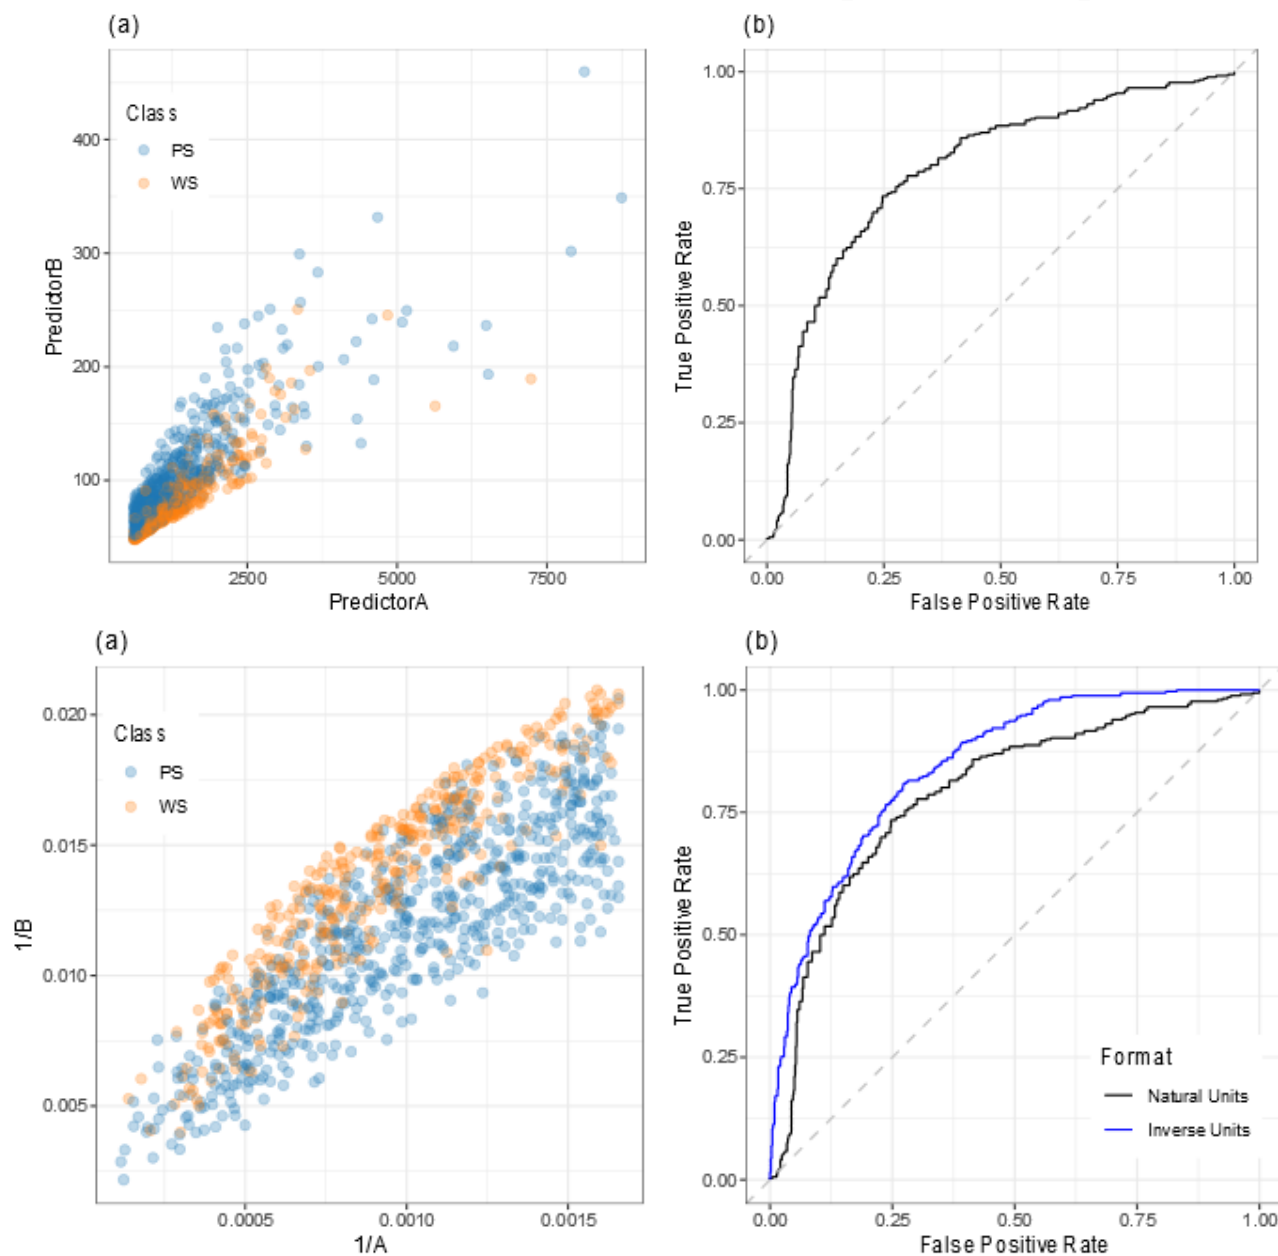 (a)
Class
PS
WS
400
300
200
100
PredictorB
2500 5000 7500
PredictorA
(b)
1.00
0.75
0.50
0.25
0.00
True Positive Rate
0.00 0.25 0.50 0.75 1.00
False Positive Rate
(a)
Class
PS
WS
0.020
0.015
0.010
0.005
1/B
0.0005 0.0010 0.0015
1/A
(b)
1.00
0.75
0.50
0.25
0.00
True Positive Rate
Format
Natural Units
Inverse Units
0.00 0.25 0.50 0.75 1.00
False Positive Rate